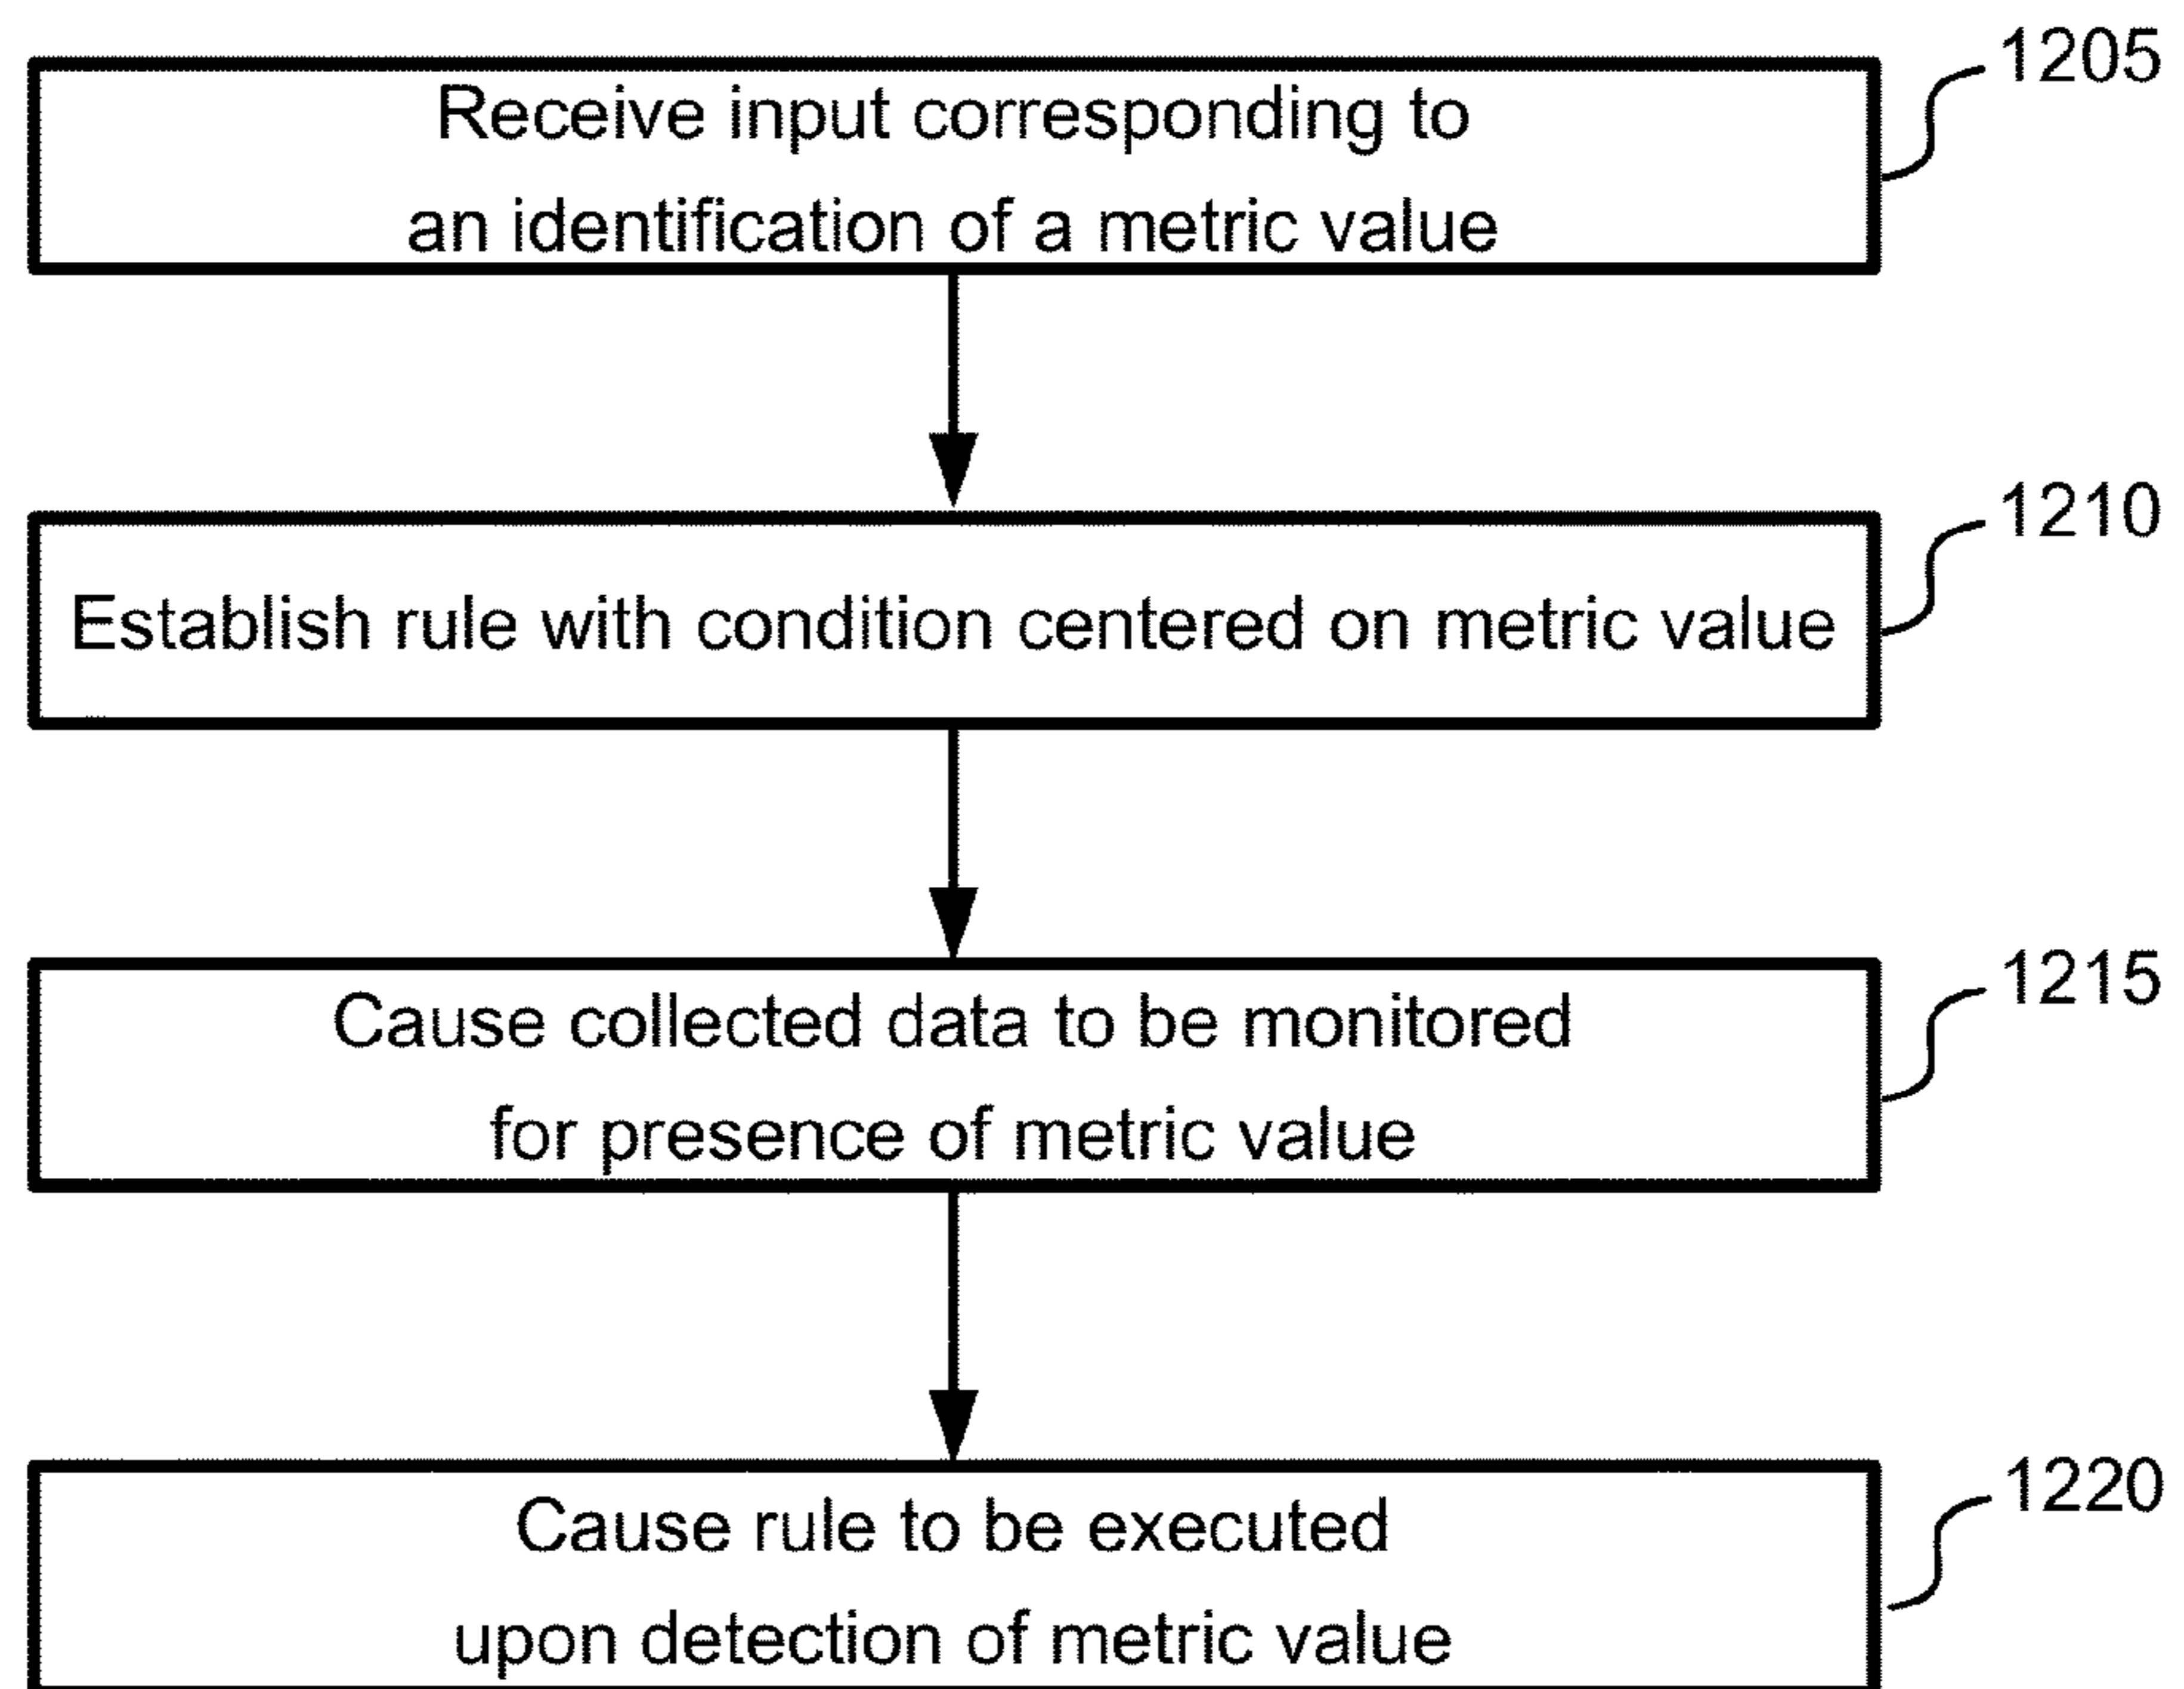 1205
Receive input corresponding to
an identification of a metric value
1210
Establish rule with condition centered on metric value
1215
Cause collected data to be monitored
for presence of metric value
1220
Cause rule to be executed
upon detection of metric value